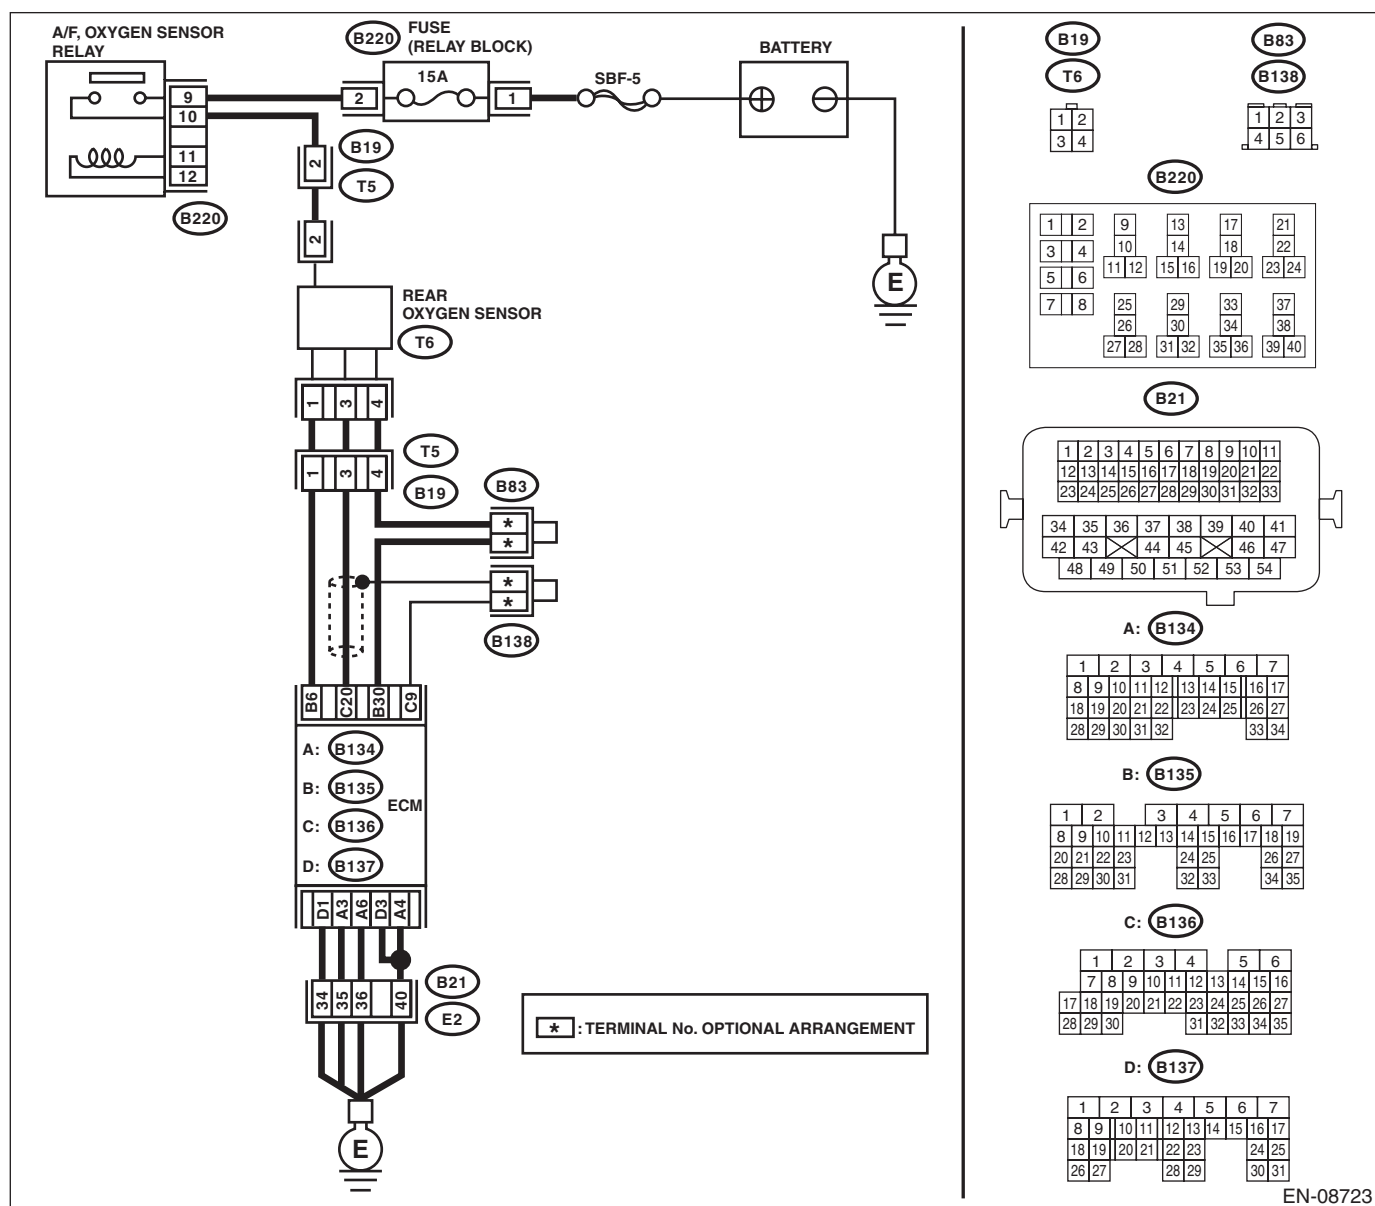 A/F, OXYGEN SENSOR
RELAY
B220
FUSE
(RELAY BLOCK)
15A
SBF-5
BATTERY
9
10
11
12
2
1
B220
2
B19
T5
2
E
REAR
OXYGEN SENSOR
T6
1 3 4
T5
1 3 4
B19
B83
*
*
*
*
B138
B6 C20 B30 C9
A: B134
B: B135
ECM
C: B136
D: B137
D1 A3 A6 D3 A4
B21
34 35 36 40
E2
* : TERMINAL No. OPTIONAL ARRANGEMENT
E
B19
T6
1 2
3 4
B83
B138
1 2 3
4 5 6
B220
1 2 9 13 17 21
3 4 10 14 18 22
11 12 15 16 19 20 23 24
5 6
7 8 25 29 33 37
26 30 34 38
27 28 31 32 35 36 39 40
B21
1 2 3 4 5 6 7 8 9 10 11
12 13 14 15 16 17 18 19 20 21 22
23 24 25 26 27 28 29 30 31 32 33
34 35 36 37 38 39 40 41
42 43 44 45 46 47
48 49 50 51 52 53 54
A: B134
1 2 3 4 5 6 7
8 9 10 11 12 13 14 15 16 17
18 19 20 21 22 23 24 25 26 27
28 29 30 31 32 33 34
B: B135
1 2 3 4 5 6 7
8 9 10 11 12 13 14 15 16 17 18 19
20 21 22 23 24 25 26 27
28 29 30 31 32 33 34 35
C: B136
1 2 3 4 5 6
7 8 9 10 11 12 13 14 15 16
17 18 19 20 21 22 23 24 25 26 27
28 29 30 31 32 33 34 35
D: B137
1 2 3 4 5 6 7
8 9 10 11 12 13 14 15 16 17
18 19 20 21 22 23 24 25
26 27 28 29 30 31
EN-08723